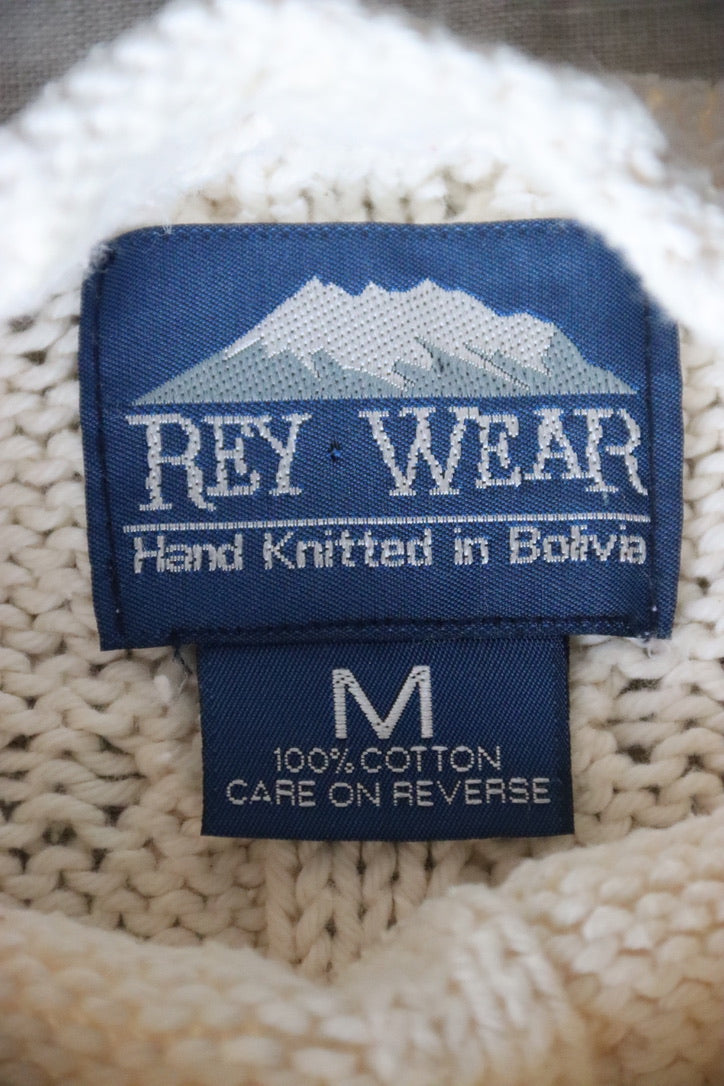 REY WEAR
Hand Knitted in Bolivia
M
100% COTTON
CARE ON REVERSE